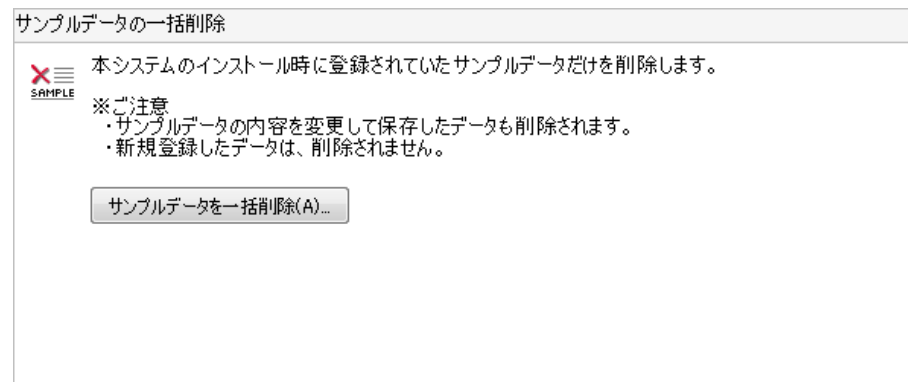 サンプルデータの一括削除
本システムのインストール時に登録されていたサンプルデータだけを削除します。
SAMPLE
※ご注意
・サンプルデータの内容を変更して保存したデータも削除されます。
・新規登録したデータは、削除されません。
サンプルデータを一括削除(A)...